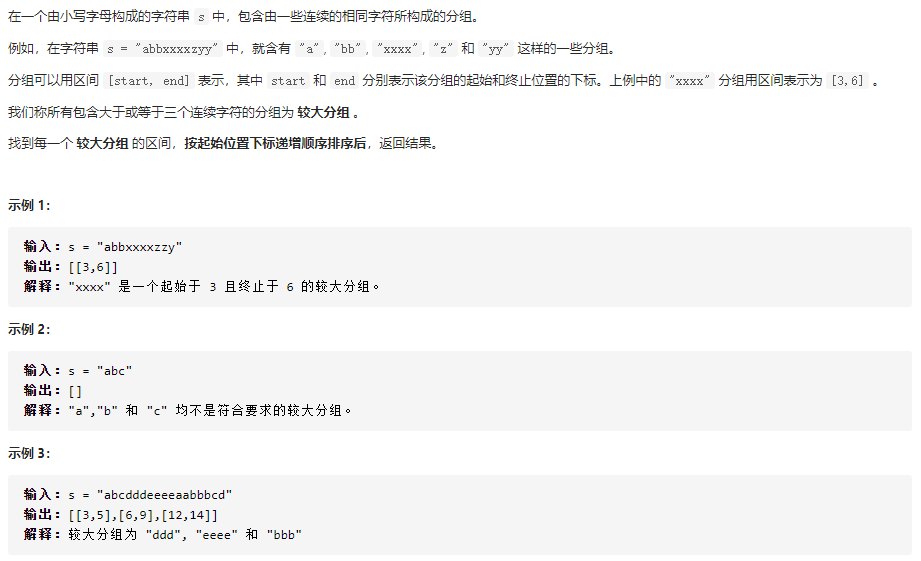 在一个由小写字母构成的字符串 s 中，包含由一些连续的相同字符所构成的分组。
例如，在字符串 s = "abbxxxxzyy" 中，就含有 "a", "bb", "xxxx", "z" 和 "yy" 这样的一些分组。
分组可以用区间 [start, end] 表示，其中 start 和 end 分别表示该分组的起始和终止位置的下标。上例中的 "xxxx" 分组用区间表示为 [3,6] 。
我们称所有包含大于或等于三个连续字符的分组为 较大分组 。
找到每一个 较大分组 的区间，按起始位置下标递增顺序排序后，返回结果。
示例 1：
输入：s = "abbxxxxzzy"
输出：[[3,6]]
解释："xxxx" 是一个起始于 3 且终止于 6 的较大分组。
示例 2：
输入：s = "abc"
输出：[]
解释："a","b" 和 "c" 均不是符合要求的较大分组。
示例 3：
输入：s = "abcdddeeeeaabbbcd"
输出：[[3,5],[6,9],[12,14]]
解释：较大分组为 "ddd", "eeee" 和 "bbb"